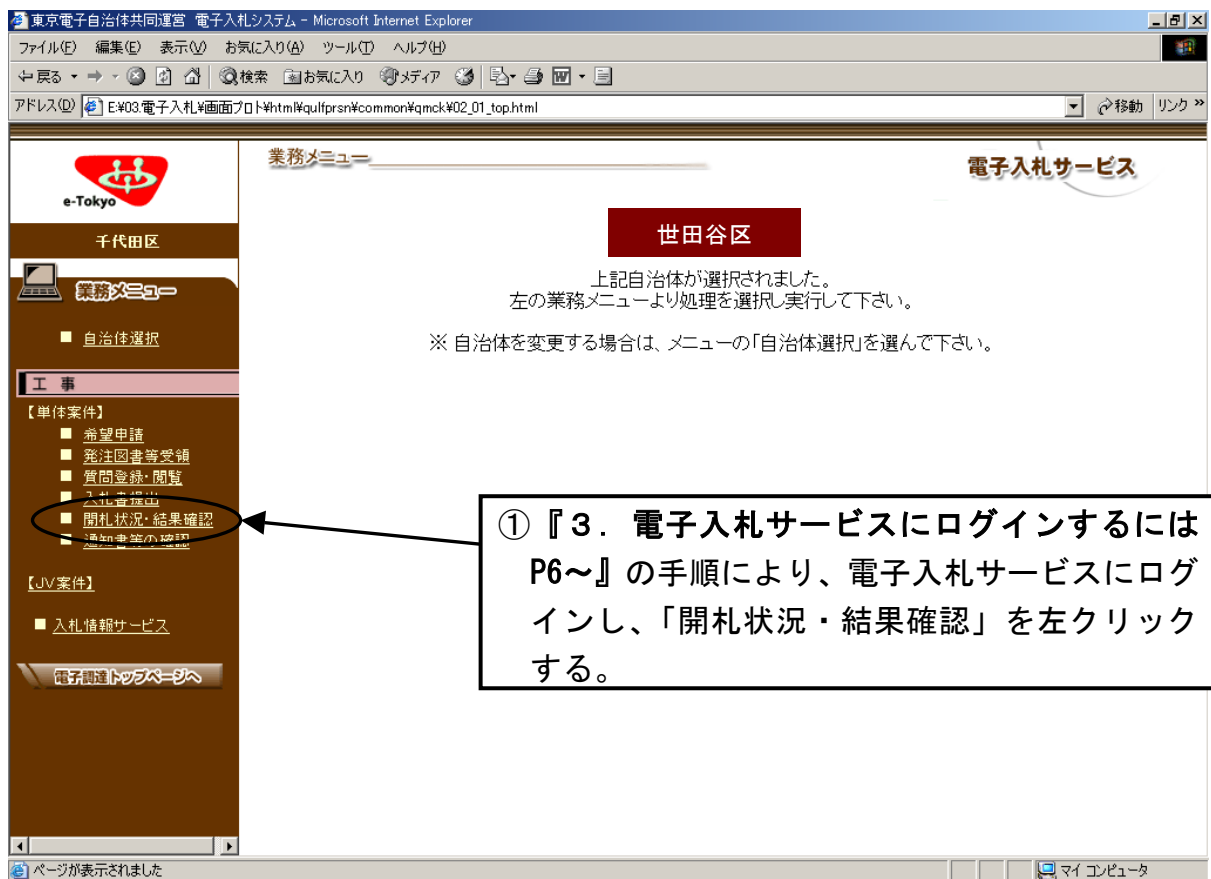 東京電子自治体共同運営 電子入札システム - Microsoft Internet Explorer
ファイル(F) 編集(E) 表示(V) お気に入り(A) ツール(T) ヘルプ(H)
戻る 検索 お気に入り メディア
アドレス(D) E:¥03.電子入札¥画面プロト¥html¥qulfprsn¥common¥qmck¥02_01_top.html 移動 リンク »
e-Tokyo
千代田区
業務メニュー
自治体選択
工 事
【単体案件】
希望申請
発注図書等受領
質問登録・閲覧
入札書提出
開札状況・結果確認
通知書等の確認
【JV案件】
入札情報サービス
電子調達トップページへ
業務メニュー
電子入札サービス
世田谷区
上記自治体が選択されました。
左の業務メニューより処理を選択し実行して下さい。
※ 自治体を変更する場合は、メニューの「自治体選択」を選んで下さい。
①『3.電子入札サービスにログインするには
P6~』の手順により、電子入札サービスにログ
インし、「開札状況・結果確認」を左クリック
する。
ページが表示されました マイ コンピュータ